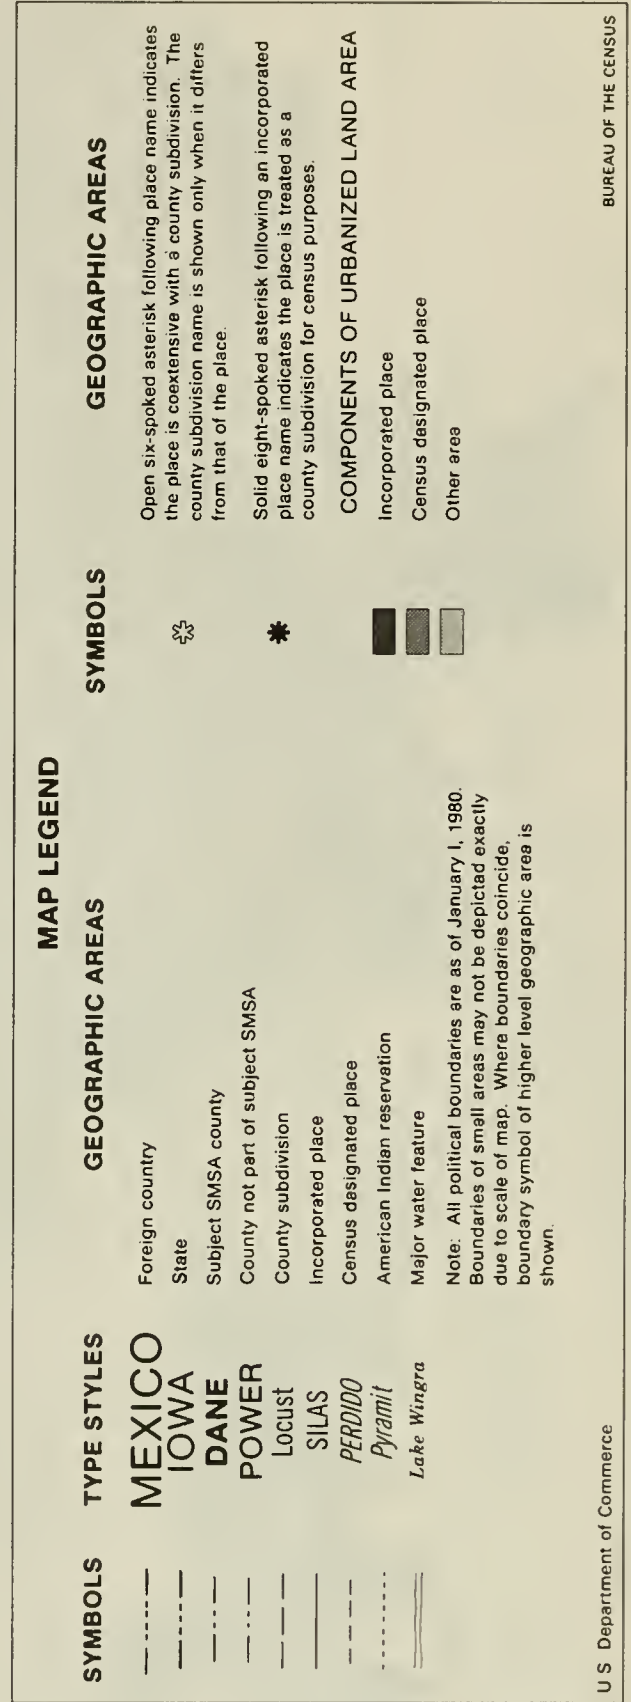 MAP LEGEND
SYMBOLS TYPE STYLES GEOGRAPHIC AREAS
MEXICO Foreign country
IOWA State
DANE Subject SMSA county
POWER County not part of subject SMSA
Locust County subdivision
SILAS Incorporated place
PERDIDO Census dasignated place
Pyramit American Indian reservation
Lake Wingra Major water feature
Note: All political boundaries are as of January 1, 1980.
Boundaries of small areas may not be depictad exactly
due to scale of map. Where boundaries coincide,
boundary symbol of higher level geographic area is
shown.
SYMBOLS GEOGRAPHIC AREAS
Open six-spoked asterisk following place name indicates
the place is coextensive with a county subdivision. The
county subdivision name is shown only when it differs
from that of the place.
Solid eight-spoked asterisk following an incorporated
place name indicates the place is treated as a
county subdivision for census purposes.
COMPONENTS OF URBANIZED LAND AREA
Incorporated place
Census dasignated place
Other area
U S Department of Commerce
BUREAU OF THE CENSUS